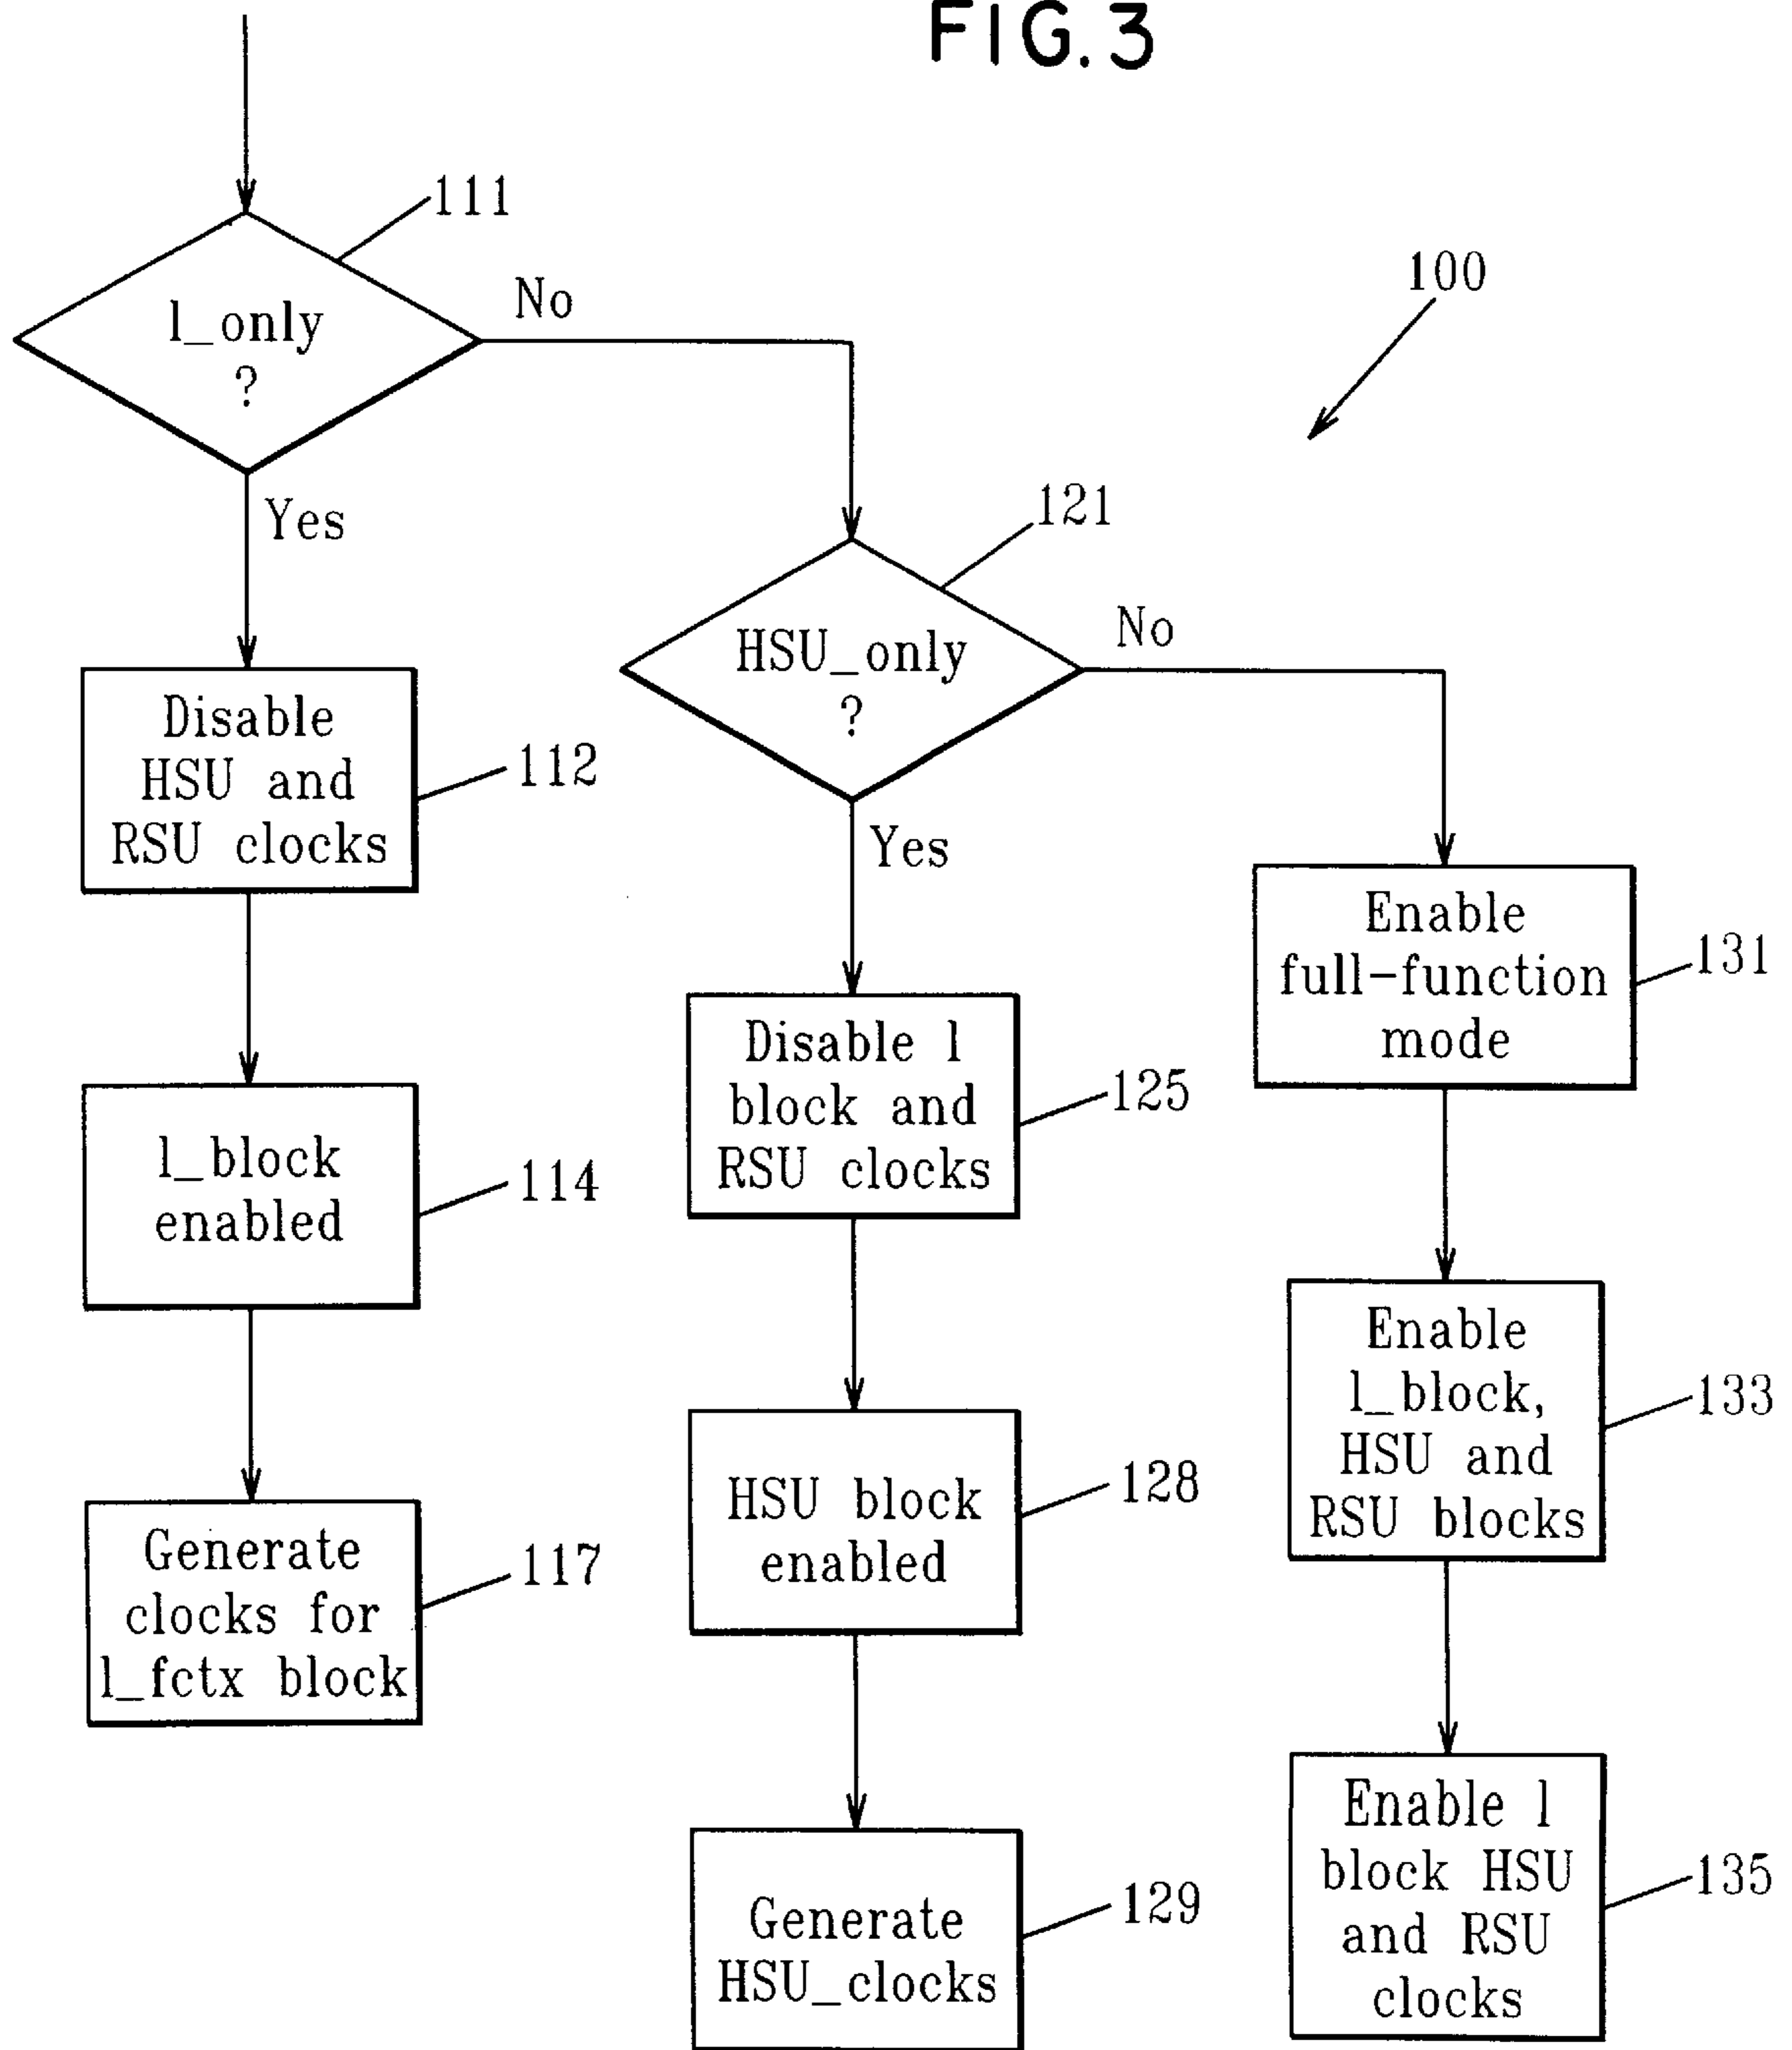 FIG. 3
111
l_only
?
No
Yes
100
121
HSU_only
?
No
Yes
Disable
HSU and
RSU clocks
112
l_block
enabled
114
Generate
clocks for
l_fctx block
117
Disable l
block and
RSU clocks
125
HSU block
enabled
128
Generate
HSU_clocks
129
Enable
full-function
mode
131
Enable
l_block,
HSU and
RSU blocks
133
Enable l
block HSU
and RSU
clocks
135